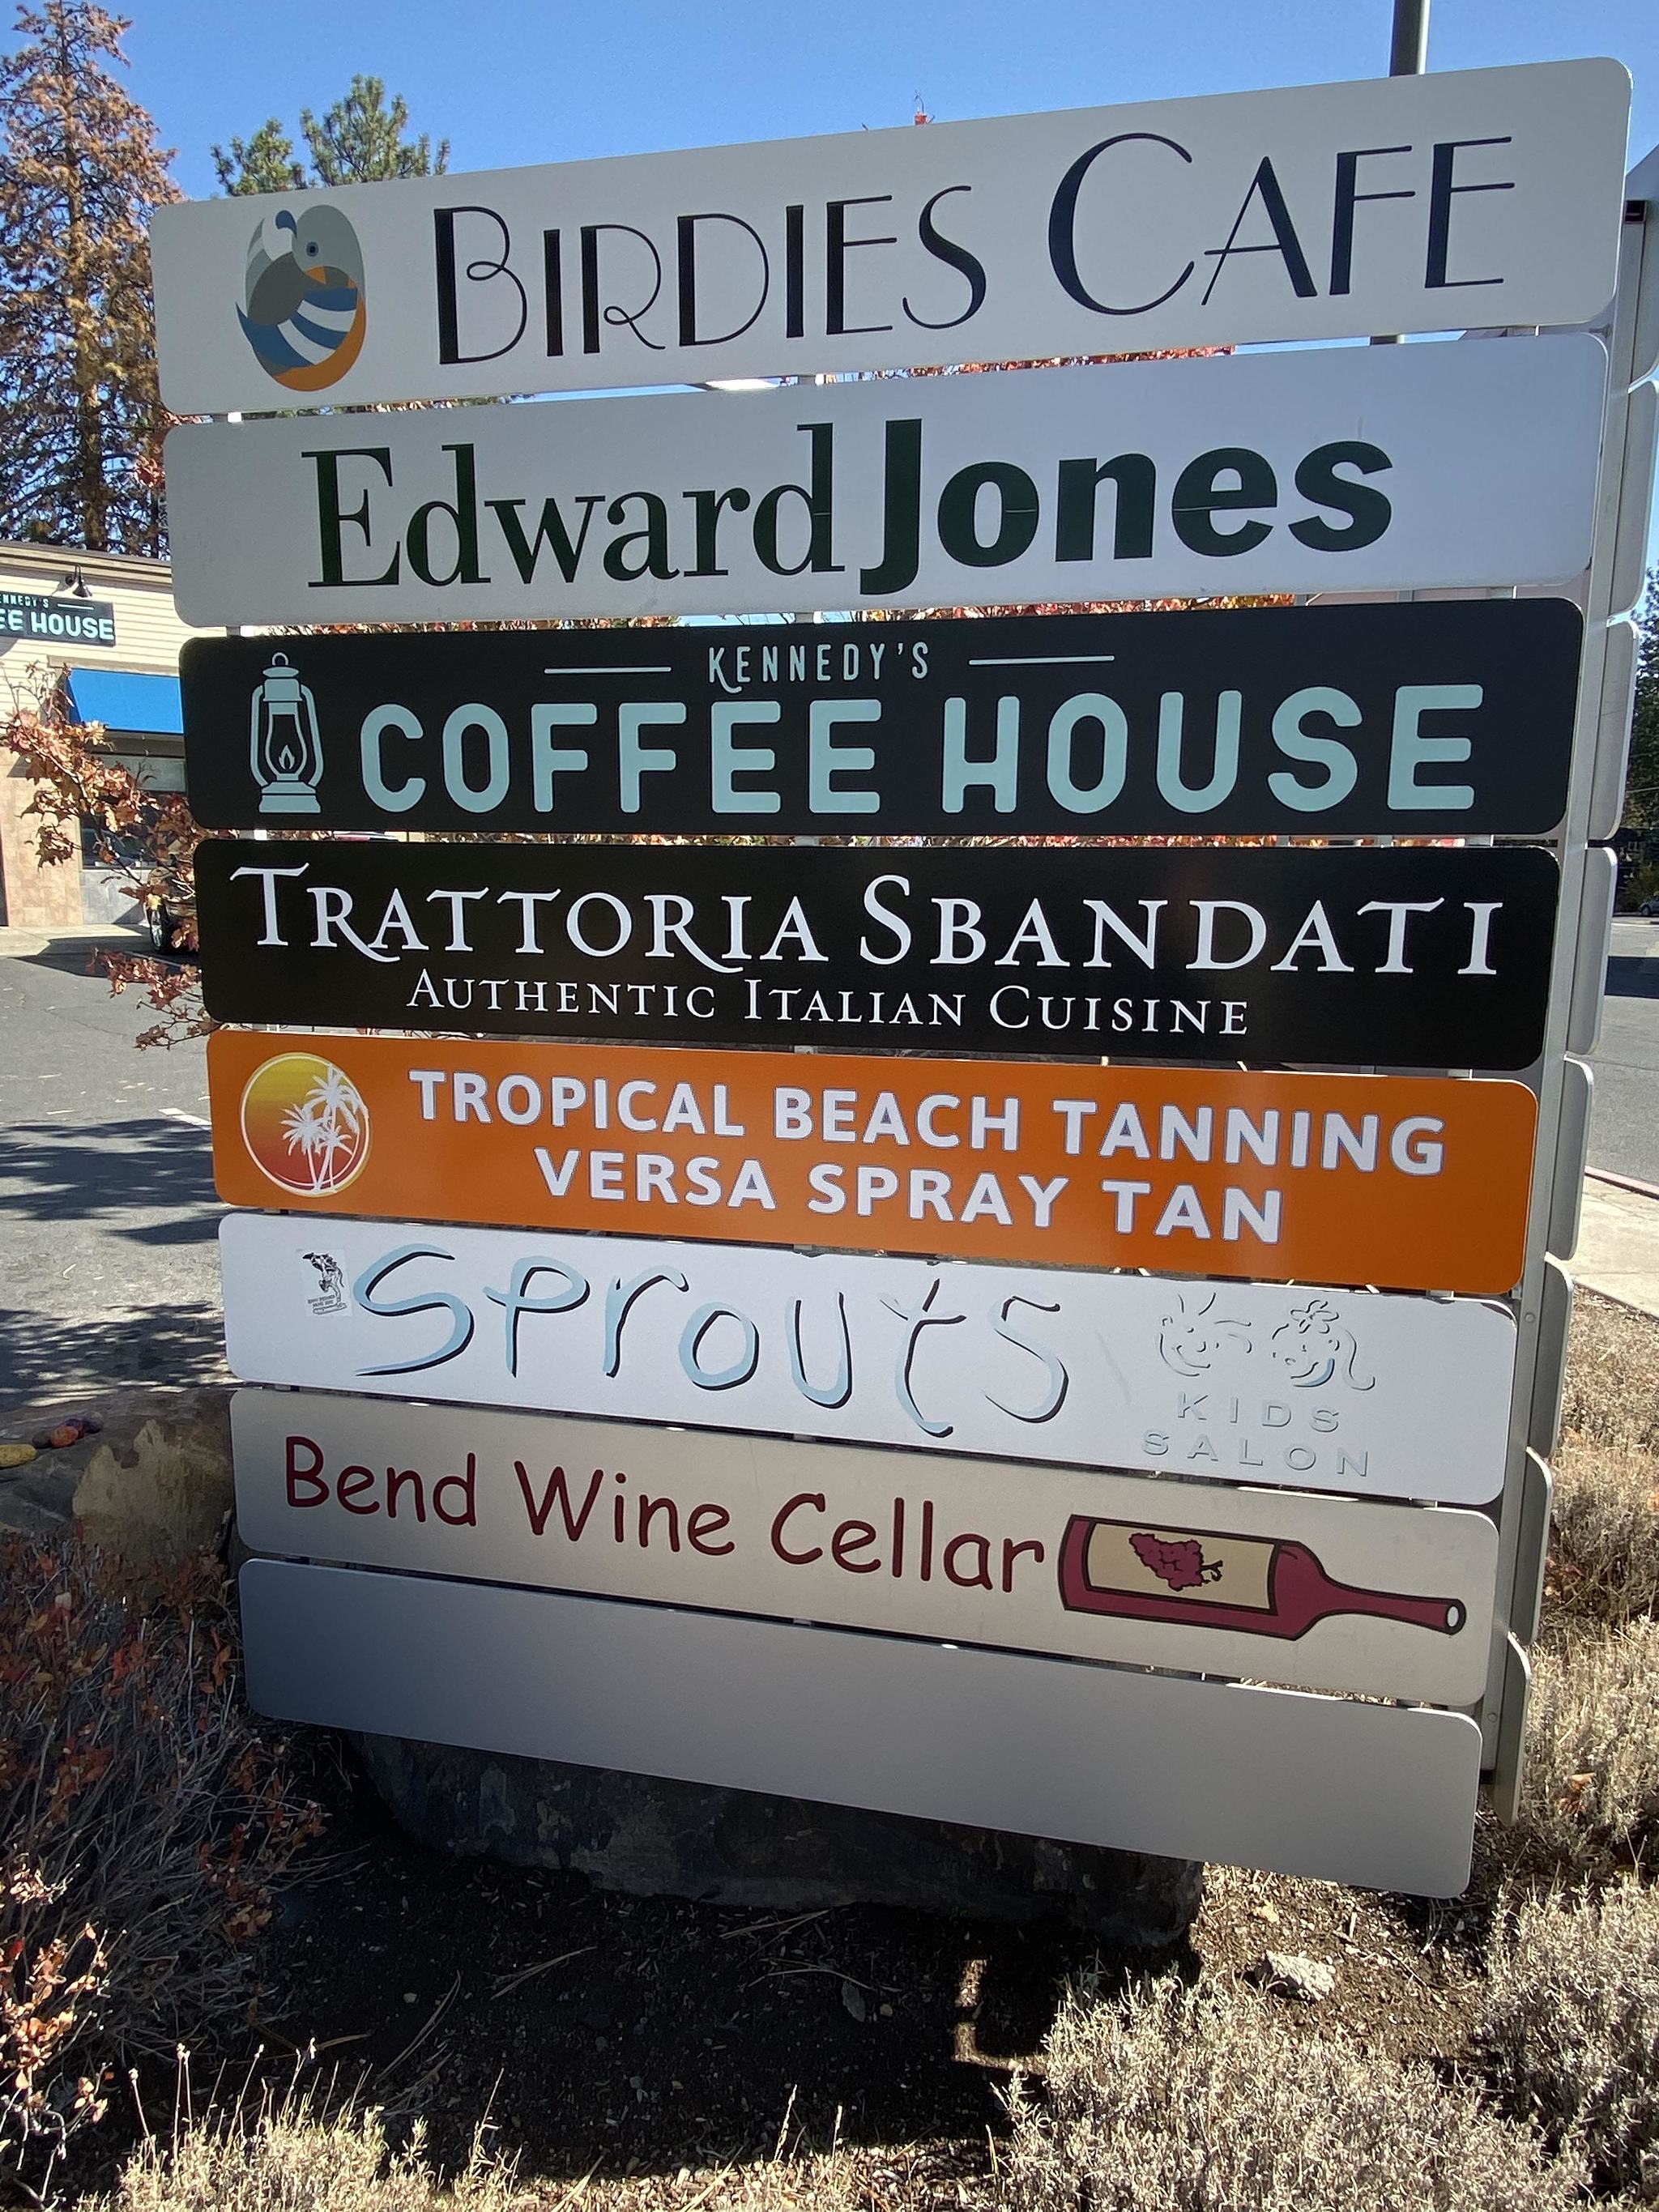 BIRDIES CAFE
Edward Jones
KENNEDY'S
COFFEE HOUSE
TRATTORIA SBANDATI
AUTHENTIC ITALIAN CUISINE
TROPICAL BEACH TANNING
VERSA SPRAY TAN
Sprouts
KIDS
SALON
Bend Wine Cellar
KENNEDY'S
EE HOUSE